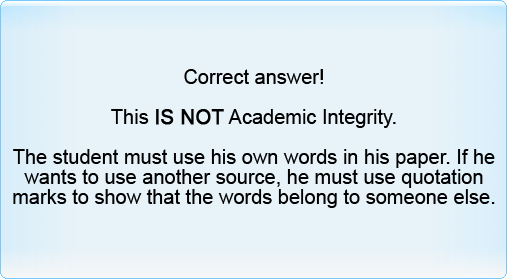 Correct answer!
This IS NOT Academic Integrity.
The student must use his own words in his paper. If he
wants to use another source, he must use quotation
marks to show that the words belong to someone else.